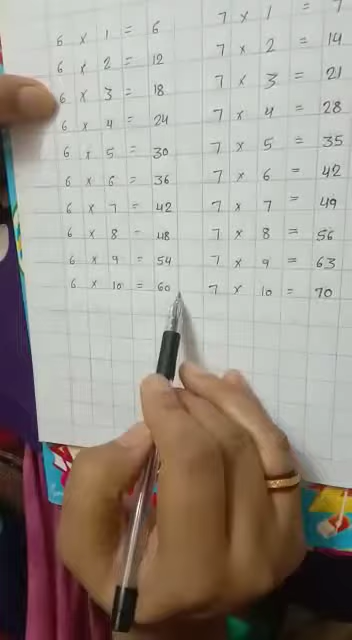 6 x 1 = 6 7 x 1 = 7
6 x 2 = 12 7 x 2 = 14
6 x 3 = 18 7 x 3 = 21
6 x 4 = 24 7 x 4 = 28
6 x 5 = 30 7 x 5 = 35
6 x 6 = 36 7 x 6 = 42
6 x 7 = 42 7 x 7 = 49
6 x 8 = 48 7 x 8 = 56
6 x 9 = 54 7 x 9 = 63
6 x 10 = 60 7 x 10 = 70